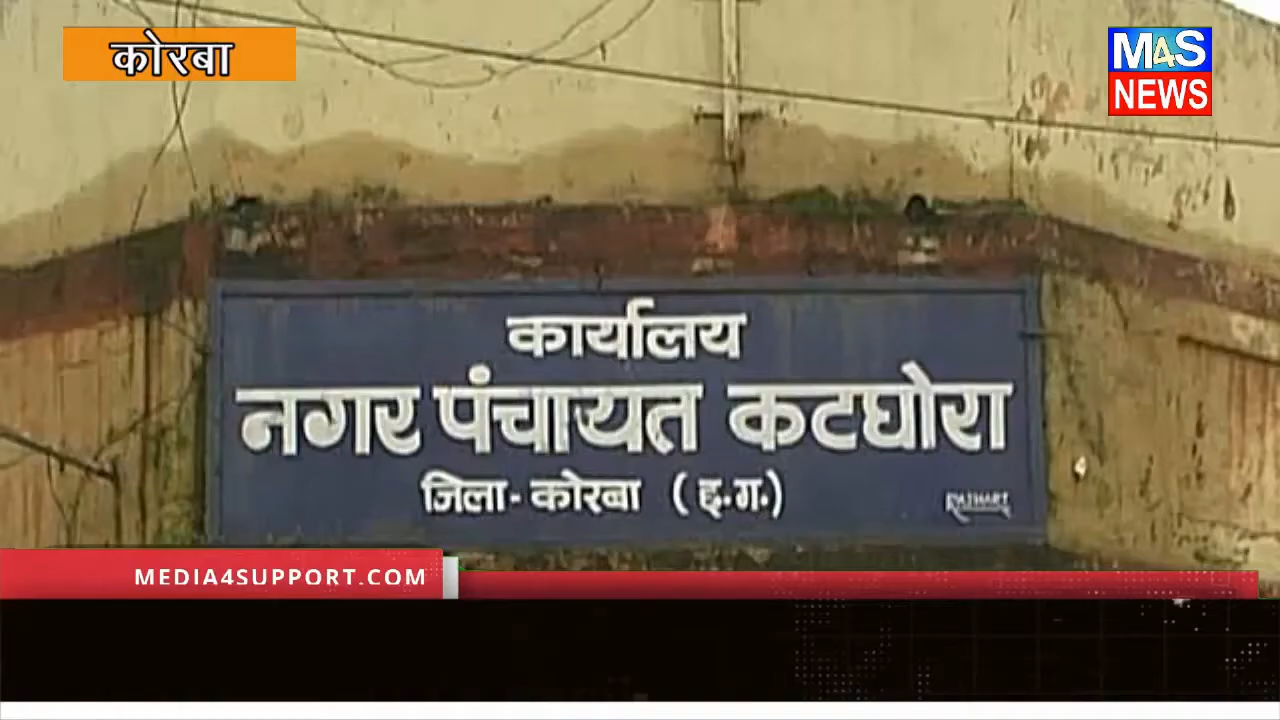 कोरबा
M4S
NEWS
कार्यालय
नगर पंचायत कटघोरा
जिला - कोरबा (छ.ग.)
MEDIA4SUPPORT.COM